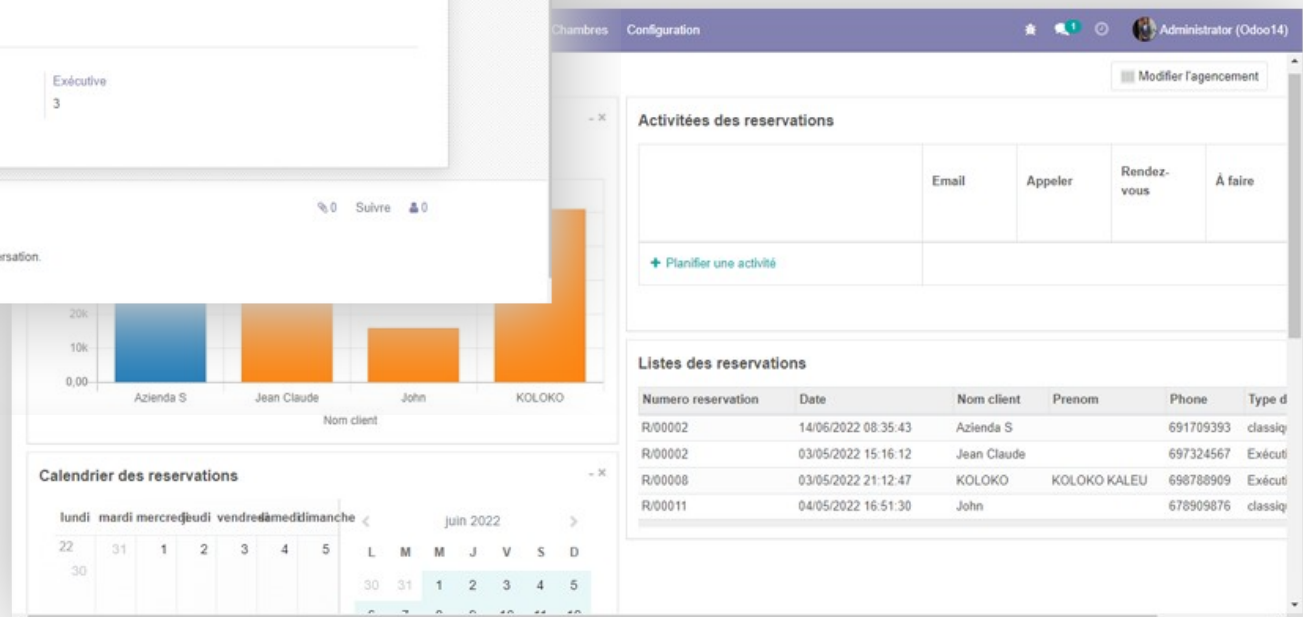 Chambres Configuration 1 Administrator (Odoo14)
Modifier l'agencement
Exécutive
3
0 Suivre 0
ersation.
20k
10k
0,00
Azienda S Jean Claude John KOLOKO
Nom client
Activitées des reservations
Email Appeler Rendez-
vous À faire
+ Planifier une activité
Listes des reservations
Numero reservation Date Nom client Prenom Phone Type d
R/00002 14/06/2022 08:35:43 Azienda S 691709393 classiq
R/00002 03/05/2022 15:16:12 Jean Claude 697324567 Exécuti
R/00008 03/05/2022 21:12:47 KOLOKO KOLOKO KALEU 698788909 Exécuti
R/00011 04/05/2022 16:51:30 John 678909876 classiq
Calendrier des reservations
lundi mardi mercredi jeudi vendredi samedi dimanche
22 31 1 2 3 4 5
30
juin 2022
L M M J V S D
30 31 1 2 3 4 5